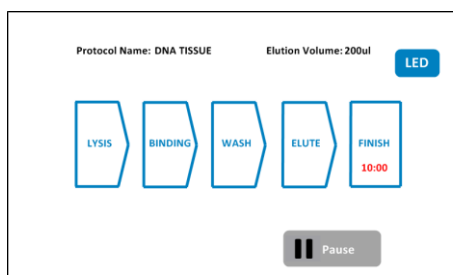 Protocol Name: DNA TISSUE
Elution Volume: 200ul
LED
LYSIS
BINDING
WASH
ELUTE
FINISH
10:00
Pause